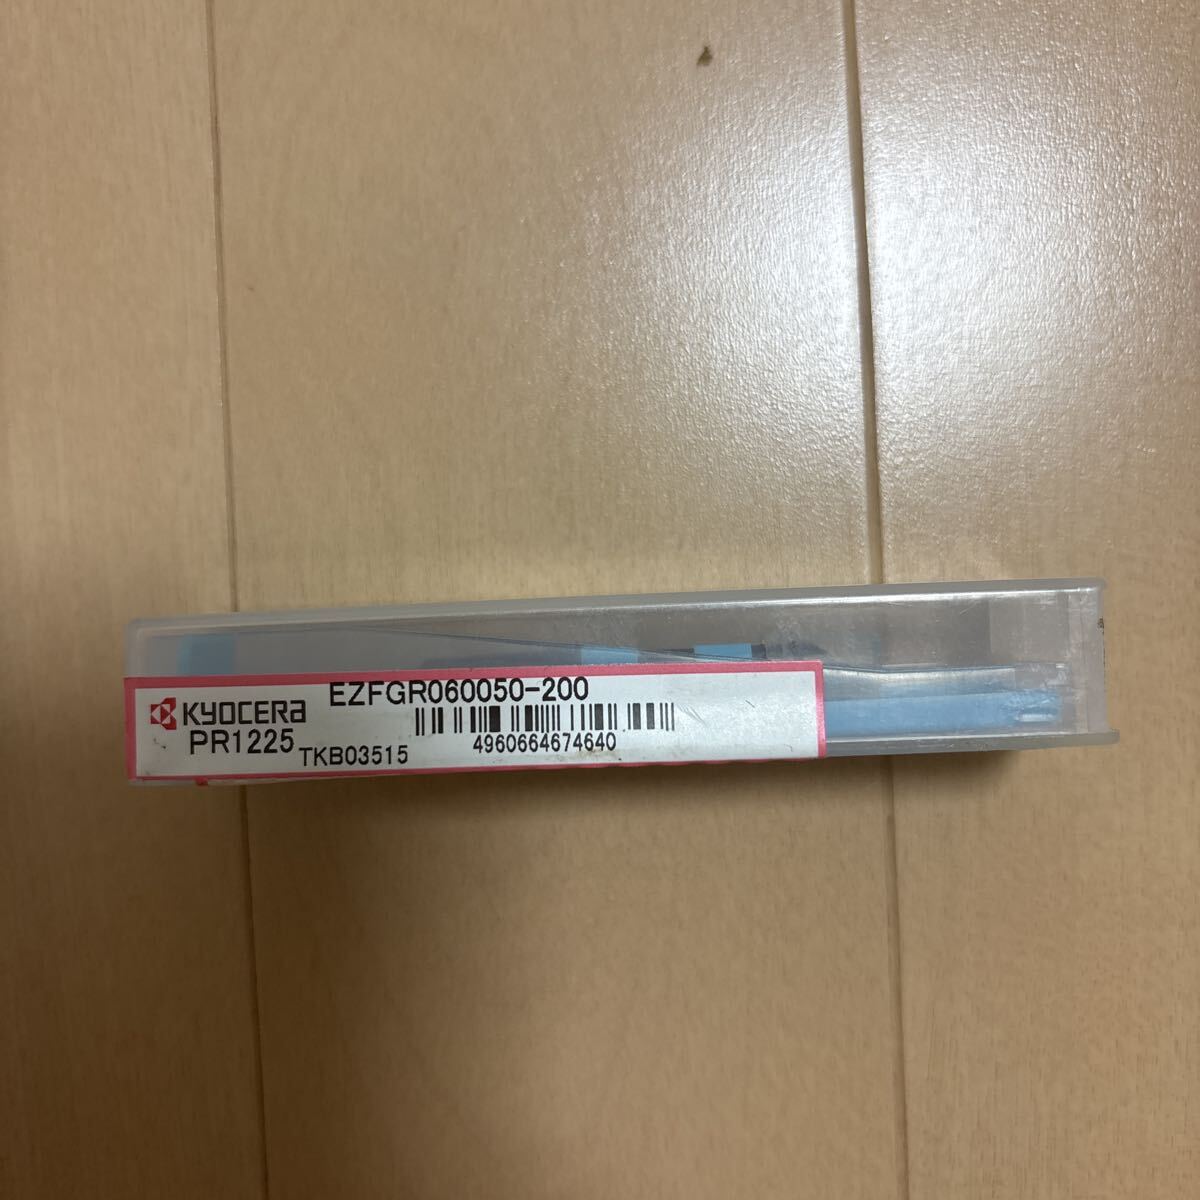 EZFGR060050-200
KYOCERA
PR1225 TKB03515
4960664674640